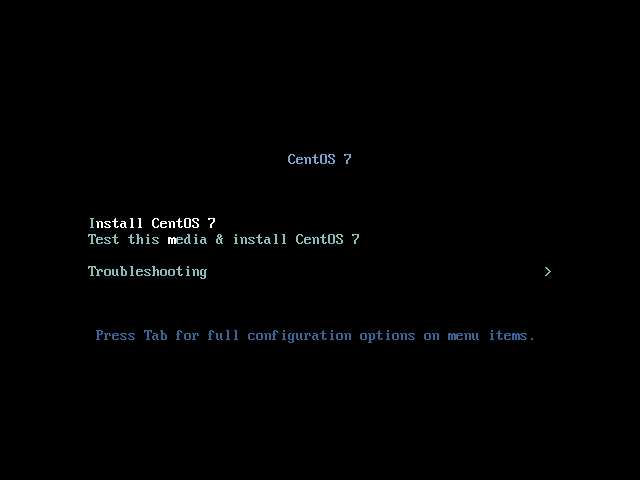 CentOS 7
Install CentOS 7
Test this media & install CentOS 7
Troubleshooting >
Press Tab for full configuration options on menu items.